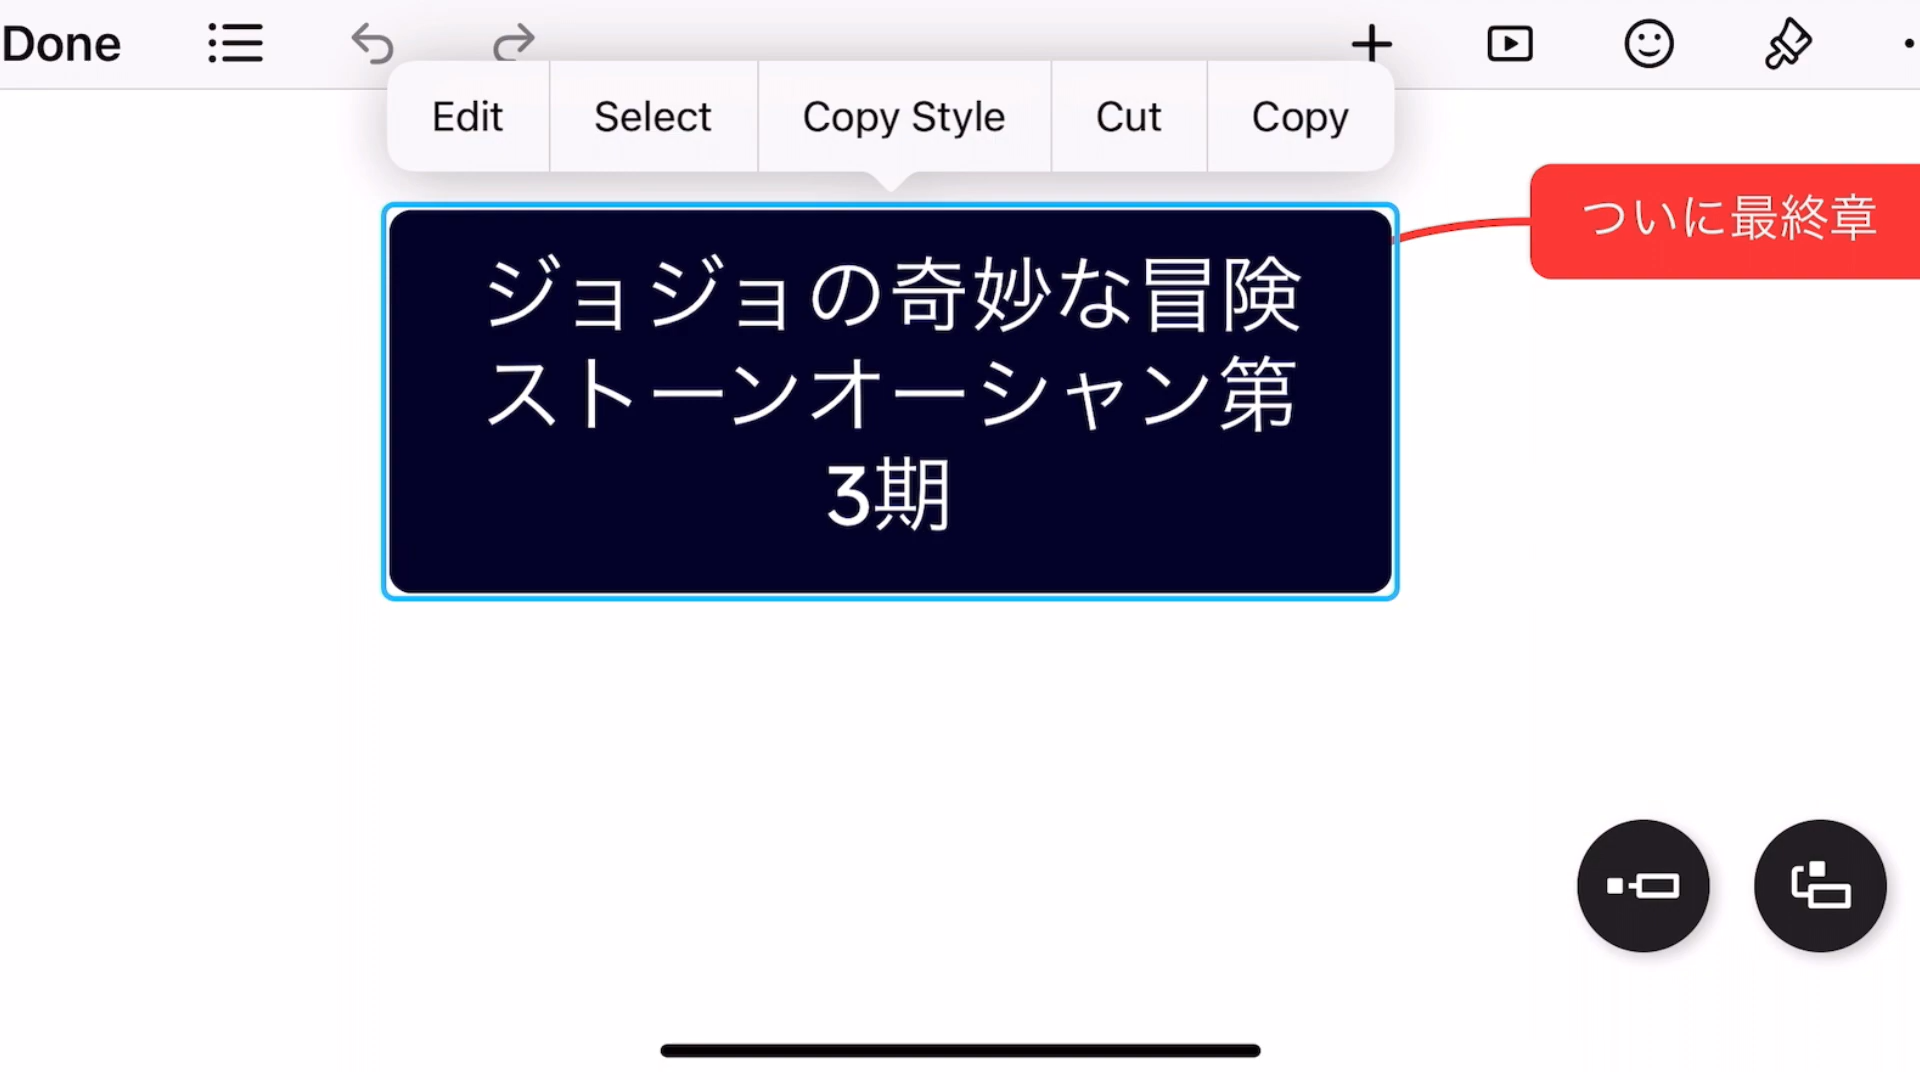 Done
Edit
Select
Copy Style
Cut
Copy
ついに最終章
ジョジョの奇妙な冒険
ストーンオーシャン第
3期